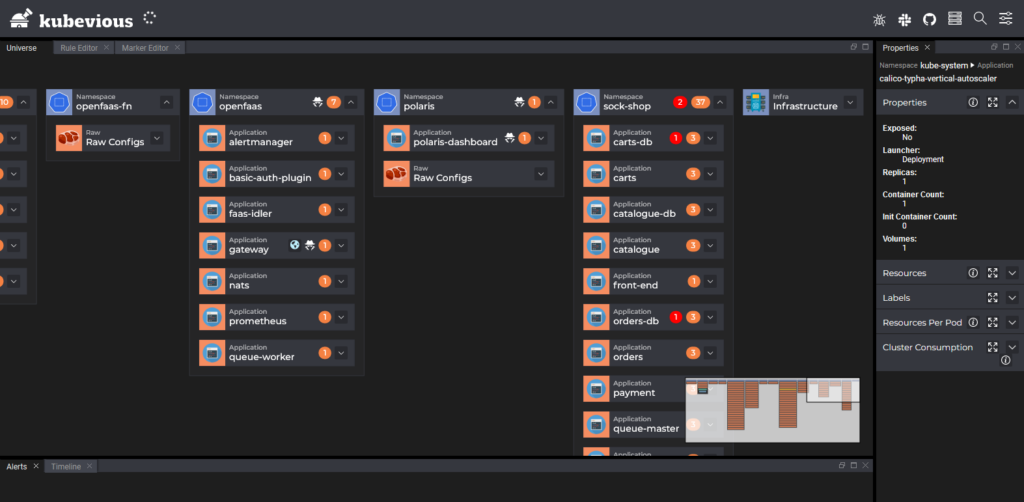 kubevious
Universe
Rule Editor
Marker Editor
10
Namespace
openfaas-fn
Raw
Raw Configs
Namespace
openfaas
7
Application
alertmanager
1
Application
basic-auth-plugin
1
Application
faas-idler
1
Application
gateway
1
Application
nats
1
Application
prometheus
1
Application
queue-worker
1
Namespace
polaris
1
Application
polaris-dashboard
1
Raw
Raw Configs
Namespace
sock-shop
2
37
Application
carts-db
1
3
Application
carts
3
Application
catalogue-db
3
Application
catalogue
3
Application
front-end
1
Application
orders-db
1
3
Application
orders
3
Application
payment
Application
queue-master
Application
Infra
Infrastructure
Properties
Namespace kube-system Application
calico-typha-vertical-autoscaler
Properties
Exposed:
No
Launcher:
Deployment
Replicas:
1
Container Count:
1
Init Container Count:
0
Volumes:
1
Resources
Labels
Resources Per Pod
Cluster Consumption
Alerts
Timeline